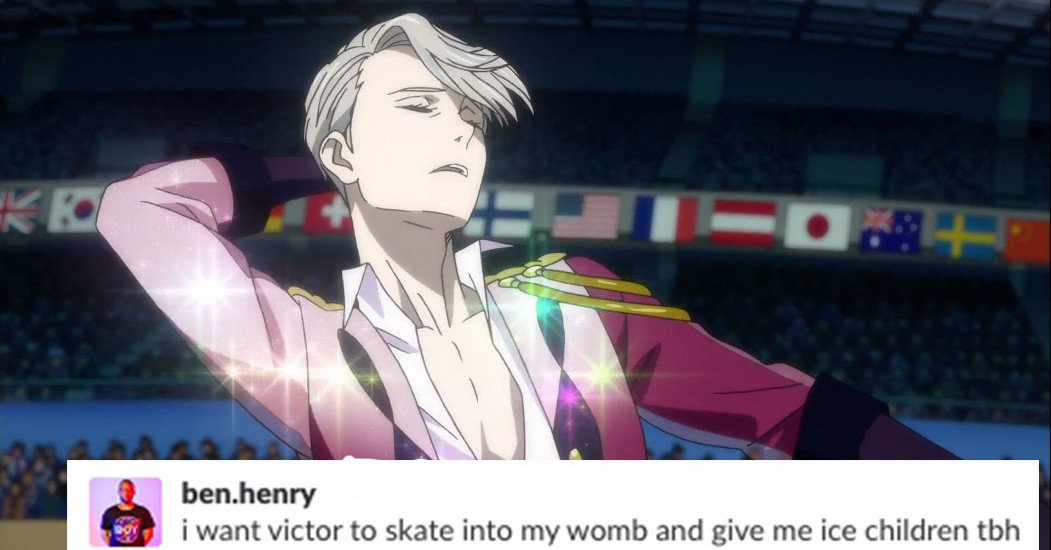 ben.henry
i want victor to skate into my womb and give me ice children tbh